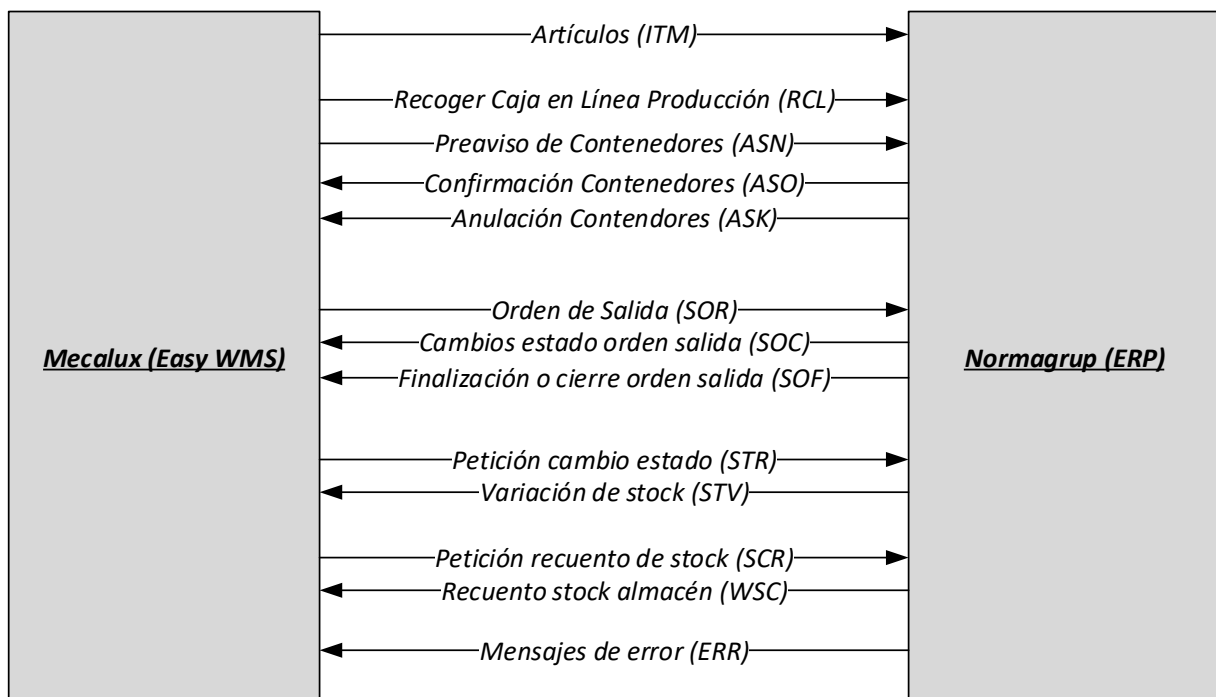 Artículos (ITM)
Recoger Caja en Línea Producción (RCL)
Preaviso de Contenedores (ASN)
Confirmación Contenedores (ASO)
Anulación Contendores (ASK)
Orden de Salida (SOR)
Mecalux (Easy WMS)
Cambios estado orden salida (SOC)
Normagrup (ERP)
Finalización o cierre orden salida (SOF)
Petición cambio estado (STR)
Variación de stock (STV)
Petición recuento de stock (SCR)
Recuento stock almacén (WSC)
Mensajes de error (ERR)